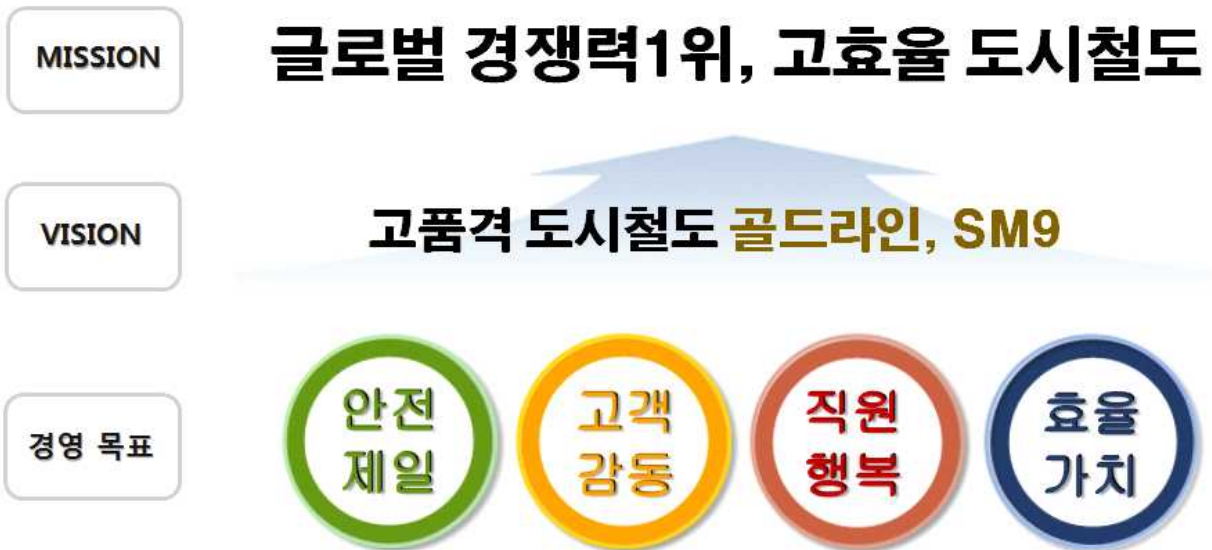 MISSION
글로벌 경쟁력1위, 고효율 도시철도
VISION
고품격 도시철도 골드라인, SM9
경영 목표
안전
제일
고객
감동
직원
행복
효율
가치